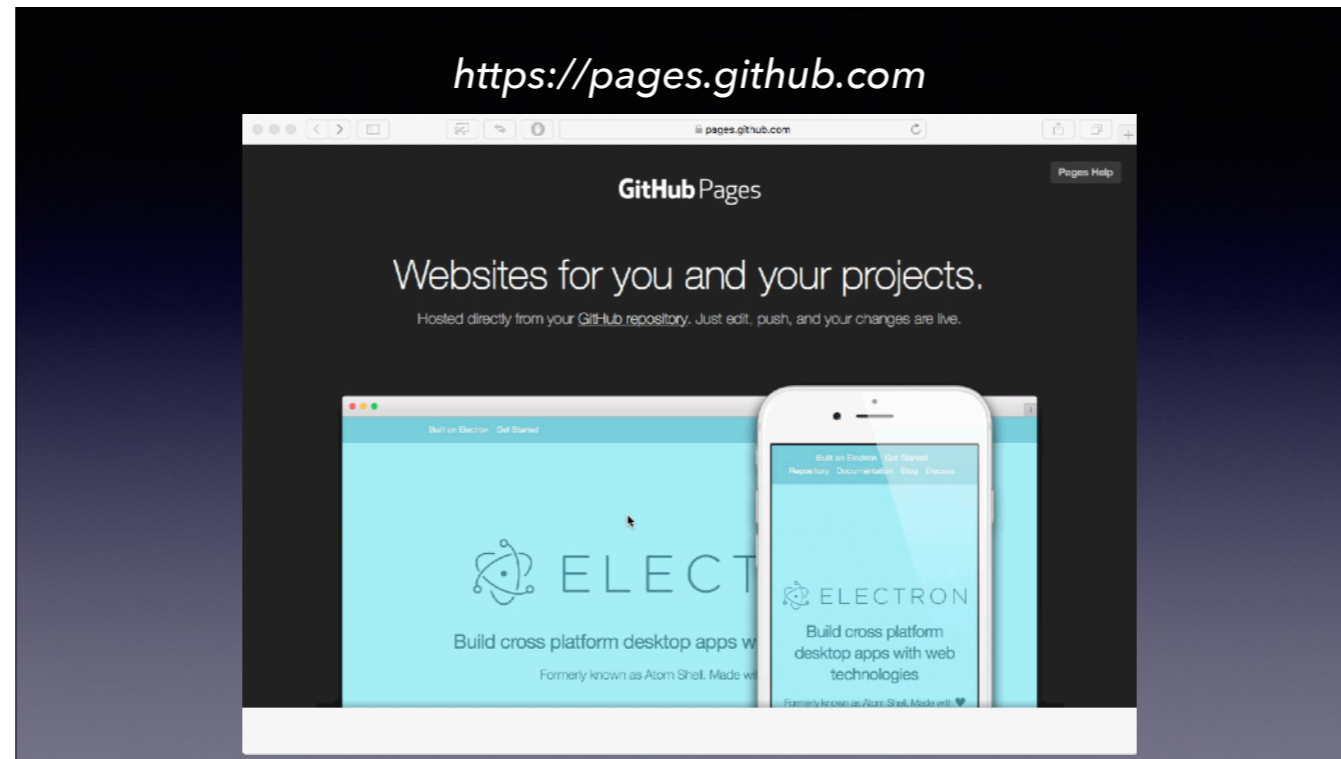 https://pages.github.com
pages.github.com
Pages Help
GitHub Pages
Websites for you and your projects.
Hosted directly from your GitHub repository. Just edit, push, and your changes are live.
Built on Electron Get Started
Built on Electron Get Started
Repository Documentation Blog Discuss
ELECT
ELECTRON
Build cross platform desktop apps w
Formerly known as Atom Shell. Made wi
Build cross platform
desktop apps with web
technologies
Formerly known as Atom Shell. Made with ♥